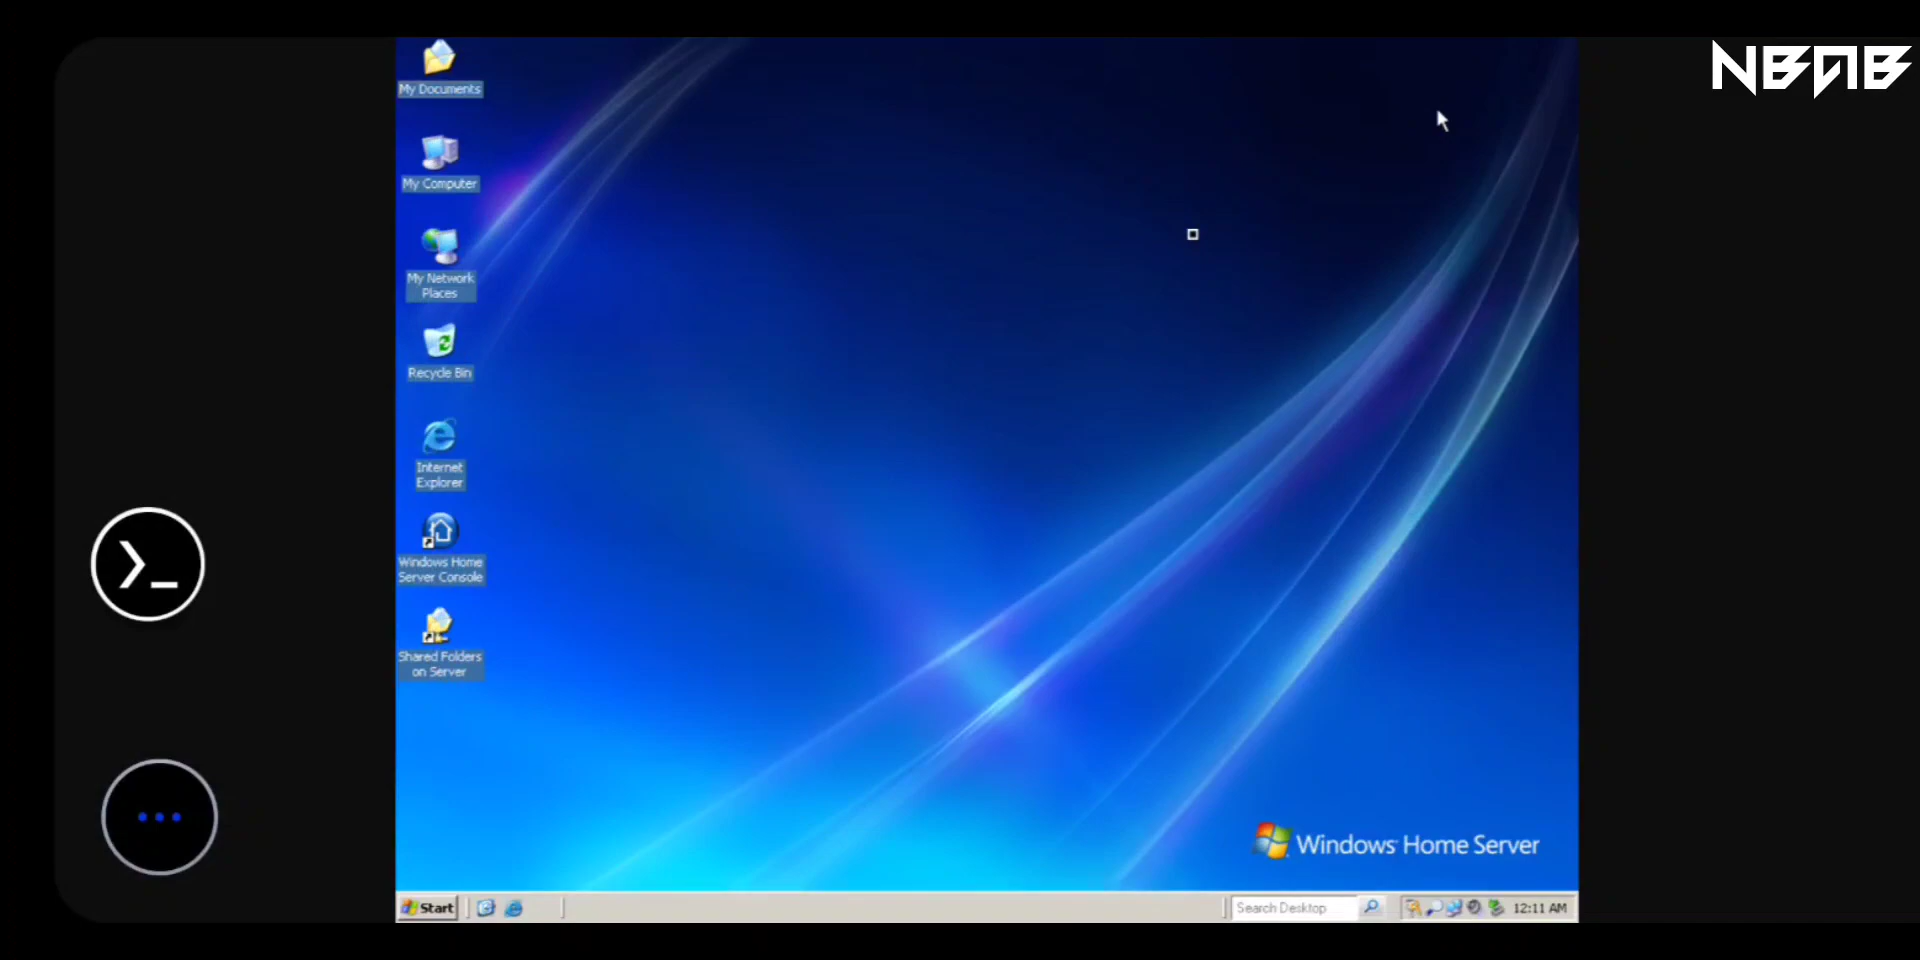 NBAB
My Documents
My Computer
My Network
Places
Recycle Bin
Internet
Explorer
Windows Home
Server Console
Shared Folders
on Server
Windows Home Server
Start
Search Desktop
12:11 AM